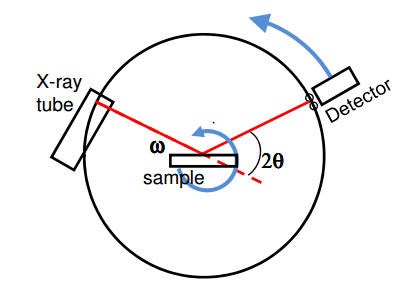 X-ray
tube
Detector
ω
2θ
sample